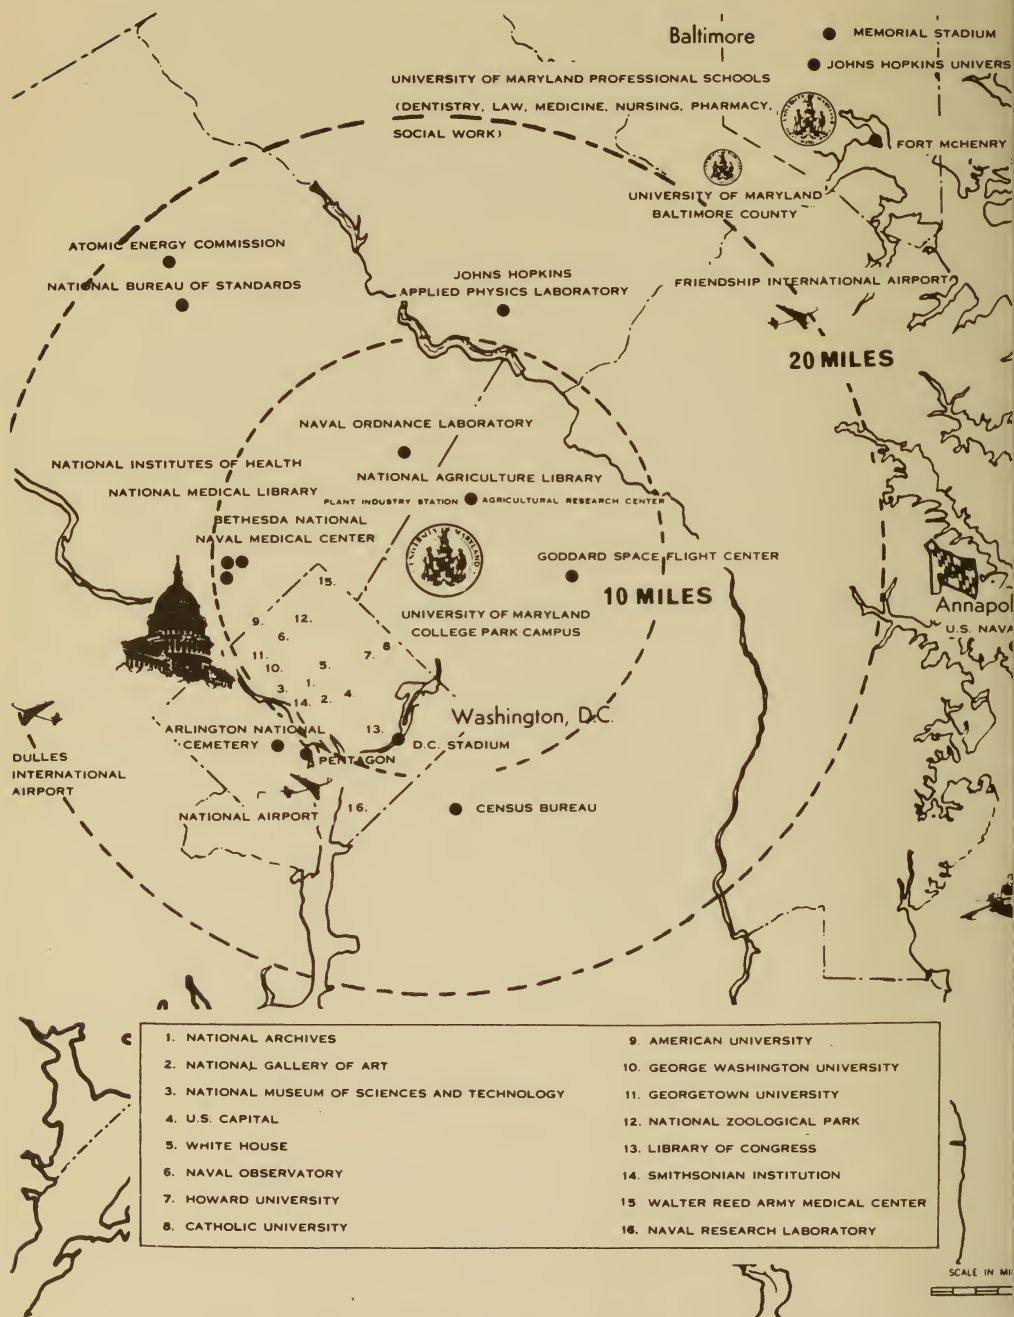 Baltimore
MEMORIAL STADIUM
JOHNS HOPKINS UNIVERS
UNIVERSITY OF MARYLAND PROFESSIONAL SCHOOLS
(DENTISTRY, LAW, MEDICINE, NURSING, PHARMACY,
SOCIAL WORK)
FORT MCHENRY
UNIVERSITY OF MARYLAND
BALTIMORE COUNTY
ATOMIC ENERGY COMMISSION
NATIONAL BUREAU OF STANDARDS
JOHNS HOPKINS
APPLIED PHYSICS LABORATORY
FRIENDSHIP INTERNATIONAL AIRPORT
20 MILES
NAVAL ORDNANCE LABORATORY
NATIONAL INSTITUTES OF HEALTH
NATIONAL AGRICULTURE LIBRARY
NATIONAL MEDICAL LIBRARY
PLANT INDUSTRY STATION
AGRICULTURAL RESEARCH CENTER
BETHESDA NATIONAL
NAVAL MEDICAL CENTER
GODDARD SPACE FLIGHT CENTER
15.
10 MILES
Annapol
U.S. NAVA
UNIVERSITY OF MARYLAND
COLLEGE PARK CAMPUS
9.
12.
6.
8
11.
7.
10.
5.
1.
3.
2.
4.
14.
Washington, D.C.
13.
ARLINGTON NATIONAL
CEMETERY
D.C. STADIUM
PENTAGON
DULLES
INTERNATIONAL
AIRPORT
16.
CENSUS BUREAU
NATIONAL AIRPORT
1. NATIONAL ARCHIVES
2. NATIONAL GALLERY OF ART
3. NATIONAL MUSEUM OF SCIENCES AND TECHNOLOGY
4. U.S. CAPITAL
5. WHITE HOUSE
6. NAVAL OBSERVATORY
7. HOWARD UNIVERSITY
8. CATHOLIC UNIVERSITY
9. AMERICAN UNIVERSITY
10. GEORGE WASHINGTON UNIVERSITY
11. GEORGETOWN UNIVERSITY
12. NATIONAL ZOOLOGICAL PARK
13. LIBRARY OF CONGRESS
14. SMITHSONIAN INSTITUTION
15 WALTER REED ARMY MEDICAL CENTER
16. NAVAL RESEARCH LABORATORY
SCALE IN MI